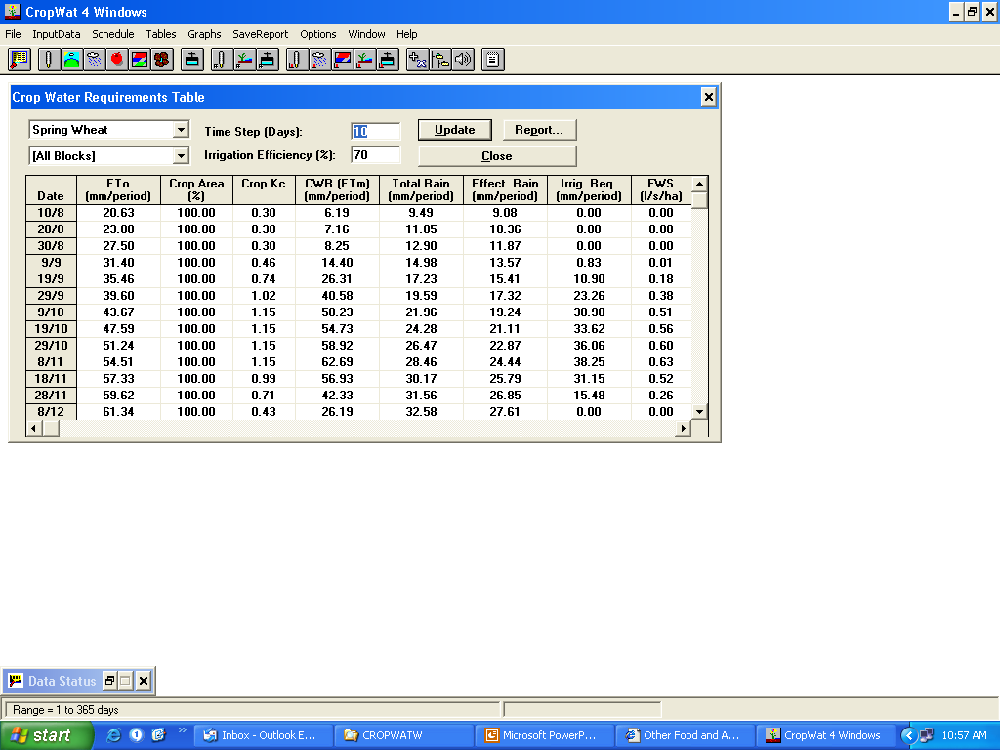 CropWat 4 Windows
File InputData Schedule Tables Graphs SaveReport Options Window Help
Crop Water Requirements Table
Spring Wheat Time Step (Days): 10 Update Report...
[All Blocks] Irrigation Efficiency (%): 70 Close
Date ETo (mm/period) Crop Area (%) Crop Kc CWR (ETm) (mm/period) Total Rain (mm/period) Effect. Rain (mm/period) Irrig. Req. (mm/period) FWS (l/s/ha)
10/8 20.63 100.00 0.30 6.19 9.49 9.08 0.00 0.00
20/8 23.88 100.00 0.30 7.16 11.05 10.36 0.00 0.00
30/8 27.50 100.00 0.30 8.25 12.90 11.87 0.00 0.00
9/9 31.40 100.00 0.46 14.40 14.98 13.57 0.83 0.01
19/9 35.46 100.00 0.74 26.31 17.23 15.41 10.90 0.18
29/9 39.60 100.00 1.02 40.58 19.59 17.32 23.26 0.38
9/10 43.67 100.00 1.15 50.23 21.96 19.24 30.98 0.51
19/10 47.59 100.00 1.15 54.73 24.28 21.11 33.62 0.56
29/10 51.24 100.00 1.15 58.92 26.47 22.87 36.06 0.60
8/11 54.51 100.00 1.15 62.69 28.46 24.44 38.25 0.63
18/11 57.33 100.00 0.99 56.93 30.17 25.79 31.15 0.52
28/11 59.62 100.00 0.71 42.33 31.56 26.85 15.48 0.26
8/12 61.34 100.00 0.43 26.19 32.58 27.61 0.00 0.00
Data Status
Range = 1 to 365 days
start Inbox - Outlook E... CROPWATW Microsoft PowerP... Other Food and A... CropWat 4 Windows 10:57 AM